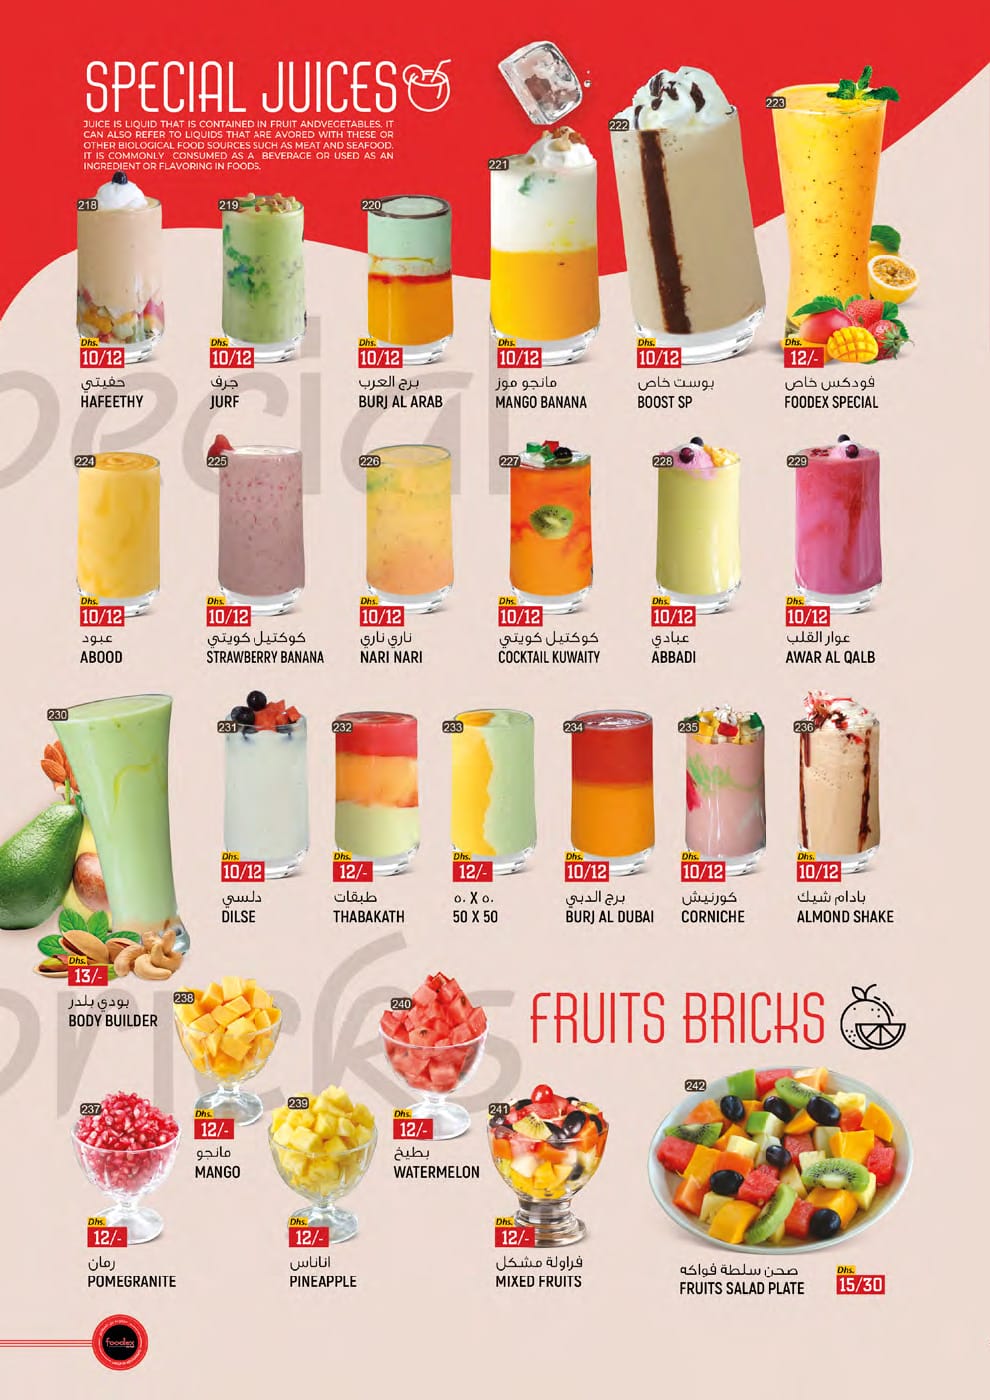 SPECIAL JUICES
JUICE IS LIQUID THAT IS CONTAINED IN FRUIT ANDVECETABLES. IT
CAN ALSO REFER TO LIQUIDS THAT ARE AVORED WITH THESE OR
OTHER BIOLOGICAL FOOD SOURCES SUCH AS MEAT AND SEAFOOD.
IT IS COMMONLY CONSUMED AS A BEVERAGE OR USED AS AN
INGREDIENT OR FLAVORING IN FOODS.
218
Dhs.
10/12
حفيتي
HAFEETHY
219
Dhs.
10/12
جرف
JURF
220
Dhs.
10/12
برج العرب
BURJ AL ARAB
221
Dhs.
10/12
مانجو موز
MANGO BANANA
222
Dhs.
10/12
بوست خاص
BOOST SP
223
Dhs.
12/-
فودكس خاص
FOODEX SPECIAL
pecial
224
Dhs.
10/12
عبود
ABOOD
225
Dhs.
10/12
كوكتيل كويتي
STRAWBERRY BANANA
226
Dhs.
10/12
ناري ناري
NARI NARI
227
Dhs.
10/12
كوكتيل كويتي
COCKTAIL KUWAITY
228
Dhs.
10/12
عبادي
ABBADI
229
Dhs.
10/12
عوار القلب
AWAR AL QALB
230
Dhs.
13/-
بودي بلدر
BODY BUILDER
231
Dhs.
10/12
دلسي
DILSE
232
Dhs.
12/-
طبقات
THABAKATH
233
Dhs.
12/-
٥٠ X ٥٠
50 X 50
234
Dhs.
10/12
برج الدبي
BURJ AL DUBAI
235
Dhs.
10/12
كورنيش
CORNICHE
236
Dhs.
10/12
بادام شيك
ALMOND SHAKE
FRUITS BRICKS
bricks
237
Dhs.
12/-
رمان
POMEGRANITE
238
Dhs.
12/-
مانجو
MANGO
239
Dhs.
12/-
اناناس
PINEAPPLE
240
Dhs.
12/-
بطيخ
WATERMELON
241
Dhs.
12/-
فراولة مشكل
MIXED FRUITS
242
صحن سلطة فواكه
FRUITS SALAD PLATE
Dhs.
15/30
foodex